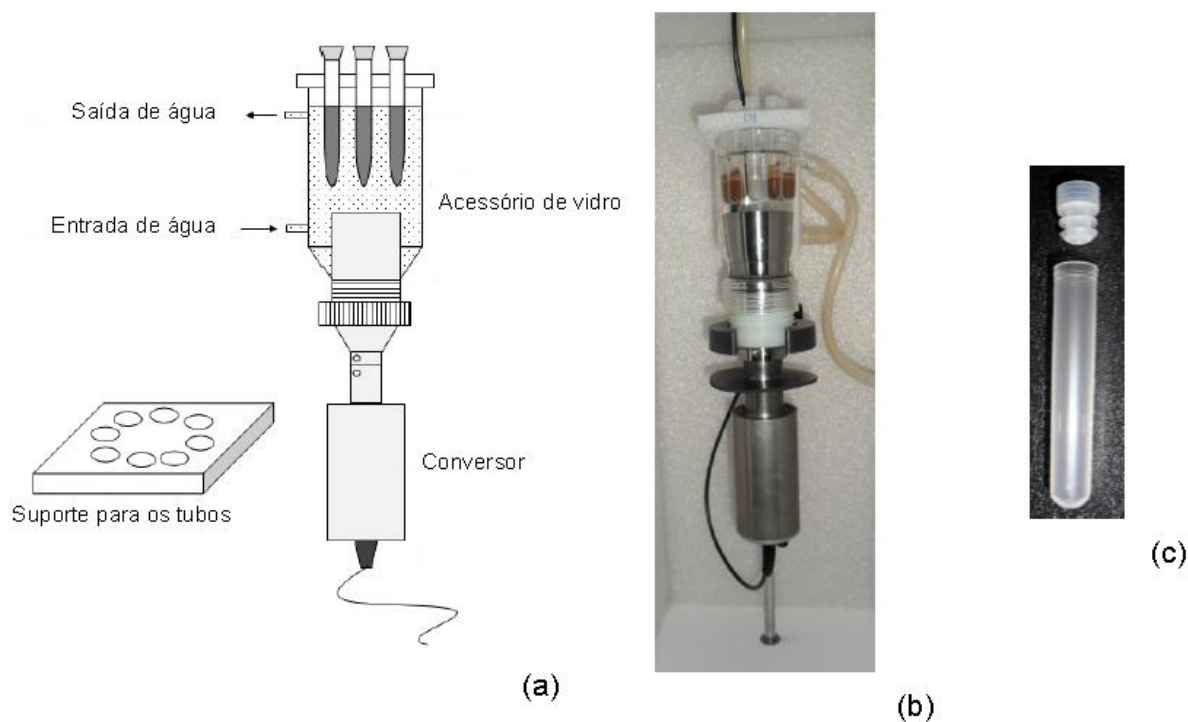 Saída de água
Entrada de água
Acessório de vidro
Conversor
Suporte para os tubos
(a)
(b)
(c)